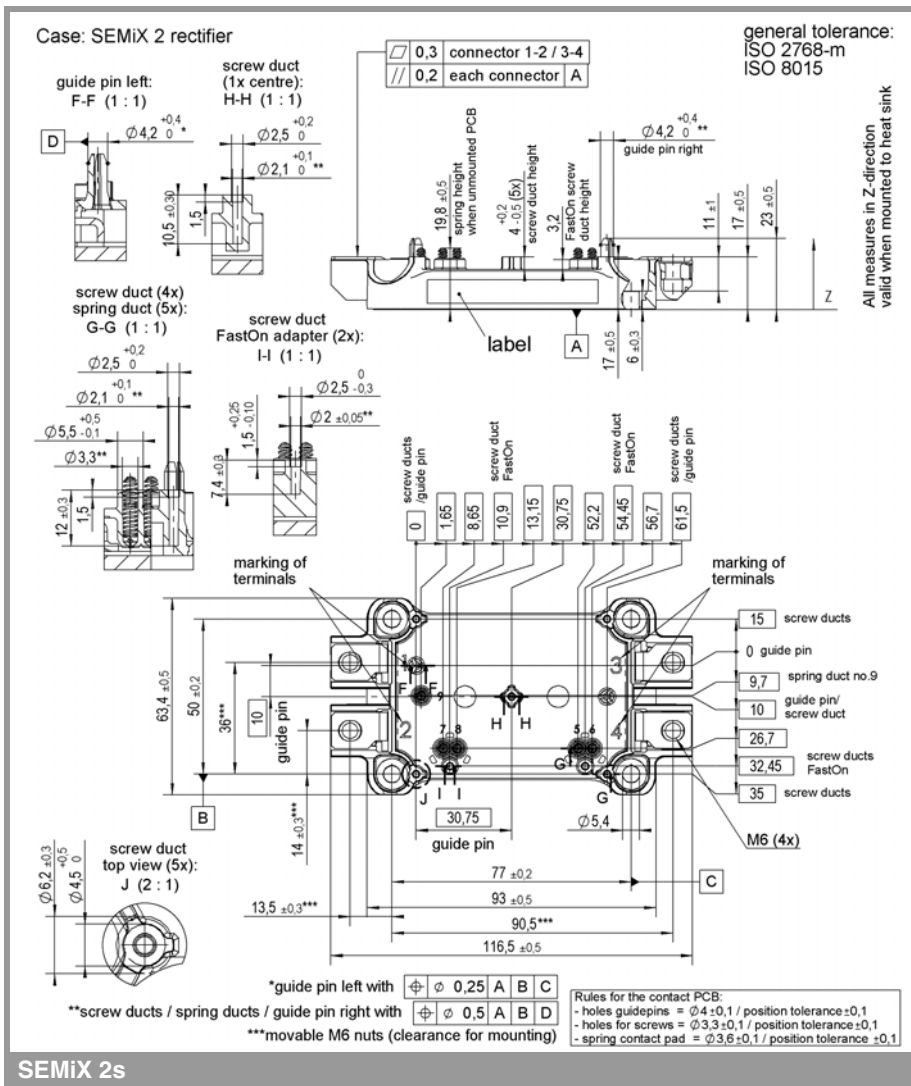 Case: SEMiX 2 rectifier
general tolerance:
ISO 2768-m
ISO 8015
0,3 connector 1-2 / 3-4
// 0,2 each connector A
guide pin left:
F-F (1 : 1)
D
Ø4,2 +0,4 0 *
10,5 ±0,30
1,5
screw duct
(1x centre):
H-H (1 : 1)
Ø2,5 +0,2 0
Ø2,1 +0,1 0 **
19,8 ±0,5
spring height
when unmounted PCB
+0,2
4 -0,5 (5x)
screw duct height
3,2
FastOn screw
duct height
Ø4,2 +0,4 0 **
guide pin right
11 ±1
17 ±0,5
23 ±0,5
Z
All measures in Z-direction
valid when mounted to heat sink
label
A
17 ±0,5
6 ±0,3
screw duct (4x)
spring duct (5x):
G-G (1 : 1)
Ø2,5 +0,2 0
Ø2,1 +0,1 0 **
Ø5,5 +0,5 -0,1
Ø3,3**
12 ±0,3
1,5
screw duct
FastOn adapter (2x):
I-I (1 : 1)
Ø2,5 0 -0,3
Ø2 ±0,05**
1,5 +0,25 -0,10
7,4 ±0,3
screw ducts
/guide pin
screw duct
FastOn
screw duct
FastOn
screw ducts
/guide pin
0
1,65
8,65
10,9
13,15
30,75
52,2
54,45
56,7
61,5
marking of
terminals
marking of
terminals
1
2
3
4
F F
9
H H
7 8
5 6
G
G
J I I
63,4 ±0,5
50 ±0,2
36***
10
guide pin
14 ±0,3***
B
15 screw ducts
0 guide pin
9,7 spring duct no.9
10 guide pin/
screw duct
26,7
32,45 screw ducts
FastOn
35 screw ducts
M6 (4x)
30,75
guide pin
Ø5,4
77 ±0,2
C
93 ±0,5
13,5 ±0,3***
90,5***
116,5 ±0,5
screw duct
top view (5x):
J (2 : 1)
Ø6,2 ±0,3
Ø4,5 +0,5 0
*guide pin left with ⌖ ø 0,25 A B C
**screw ducts / spring ducts / guide pin right with ⌖ ø 0,5 A B D
***movable M6 nuts (clearance for mounting)
Rules for the contact PCB:
- holes guidepins = Ø4±0,1 / position tolerance±0,1
- holes for screws = Ø3,3±0,1 / position tolerance±0,1
- spring contact pad = Ø3,6±0,1 / position tolerance ±0,1
SEMiX 2s